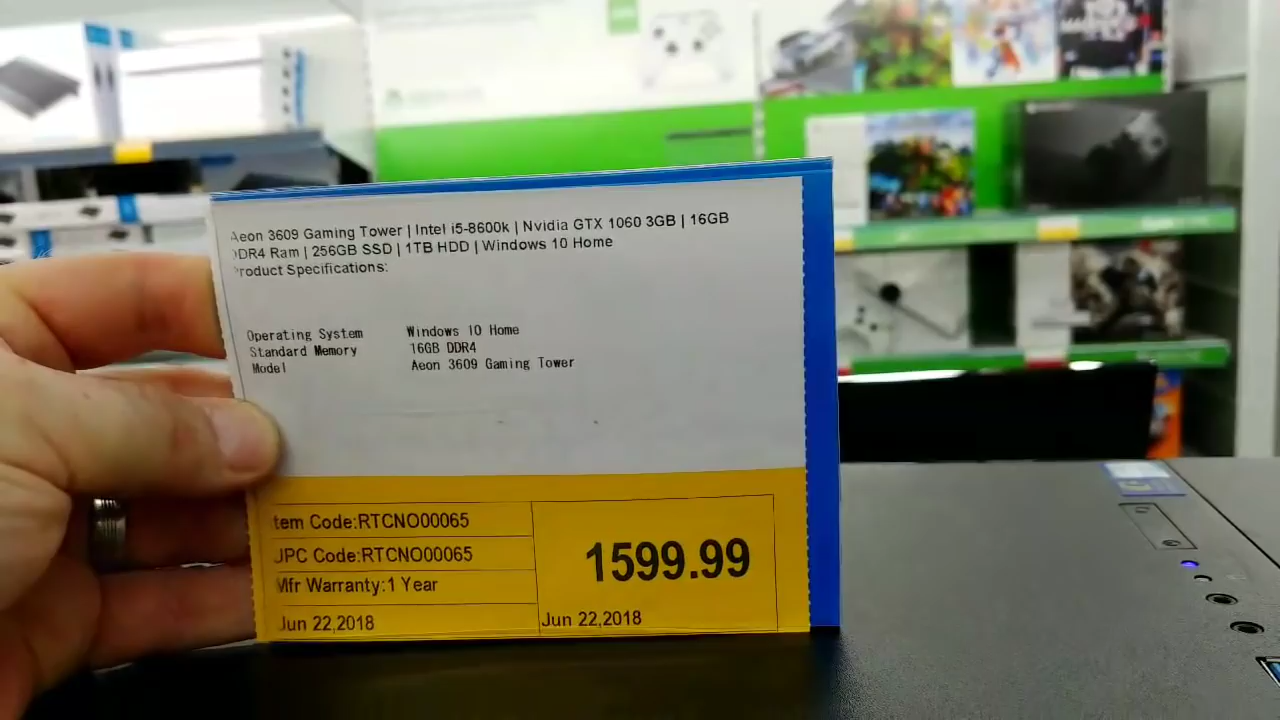 Aeon 3609 Gaming Tower | Intel i5-8600k | Nvidia GTX 1060 3GB | 16GB
DDR4 Ram | 256GB SSD | 1TB HDD | Windows 10 Home
Product Specifications:
Operating System Windows 10 Home
Standard Memory 16GB DDR4
Model Aeon 3609 Gaming Tower
tem Code:RTCNO00065
JPC Code:RTCNO00065
Mfr Warranty:1 Year
Jun 22,2018
1599.99
Jun 22,2018